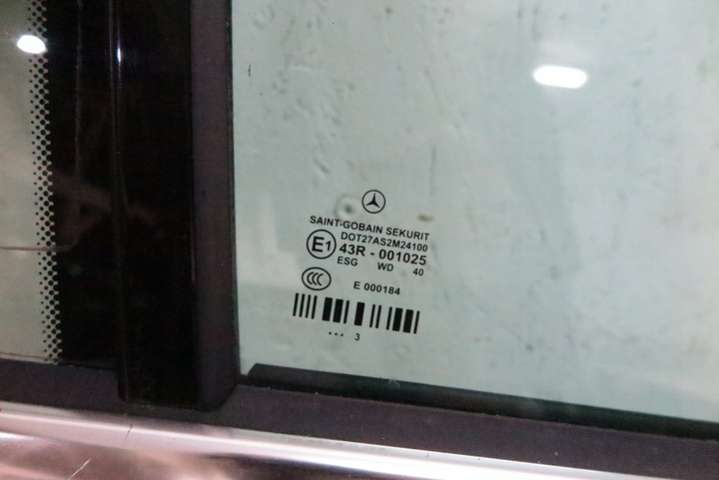 SAINT-GOBAIN SEKURIT
DOT27AS2M24100
E1 43R - 001025
ESG WD 40
CCC E 000184
... 3